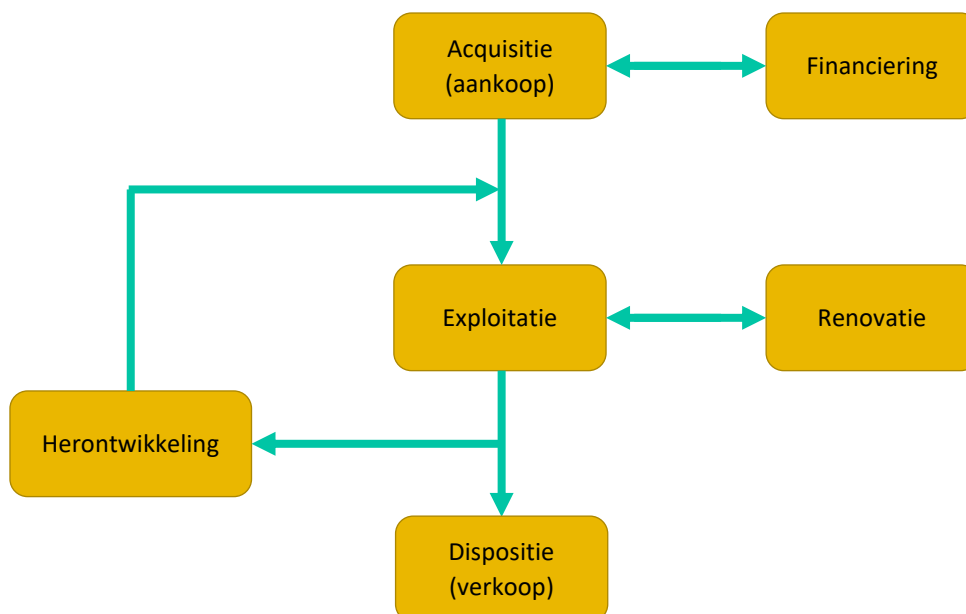 Acquisitie
(aankoop)
Financiering
Exploitatie
Renovatie
Herontwikkeling
Dispositie
(verkoop)